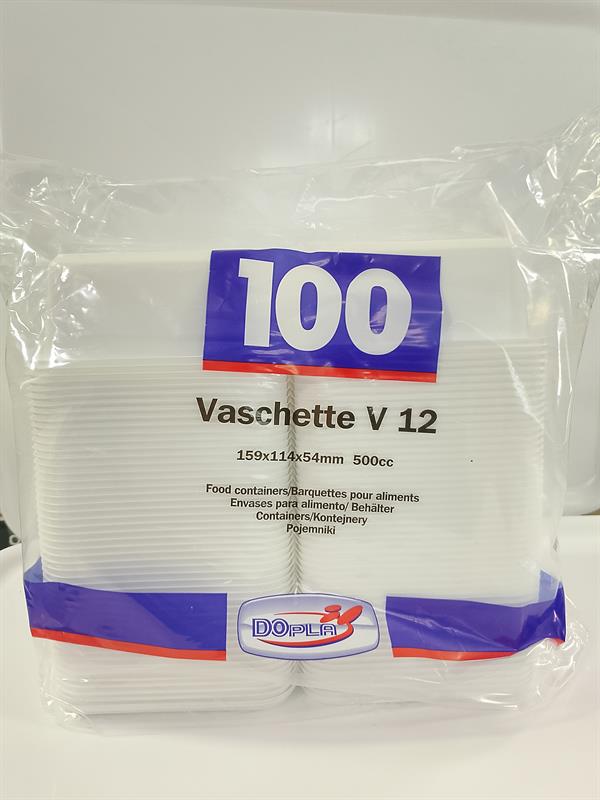 100
Vaschette V 12
159x114x54mm 500cc
Food containers/Barquettes pour aliments
Envases para alimento/ Behälter
Containers/Kontejnery
Pojemniki
DOPLA